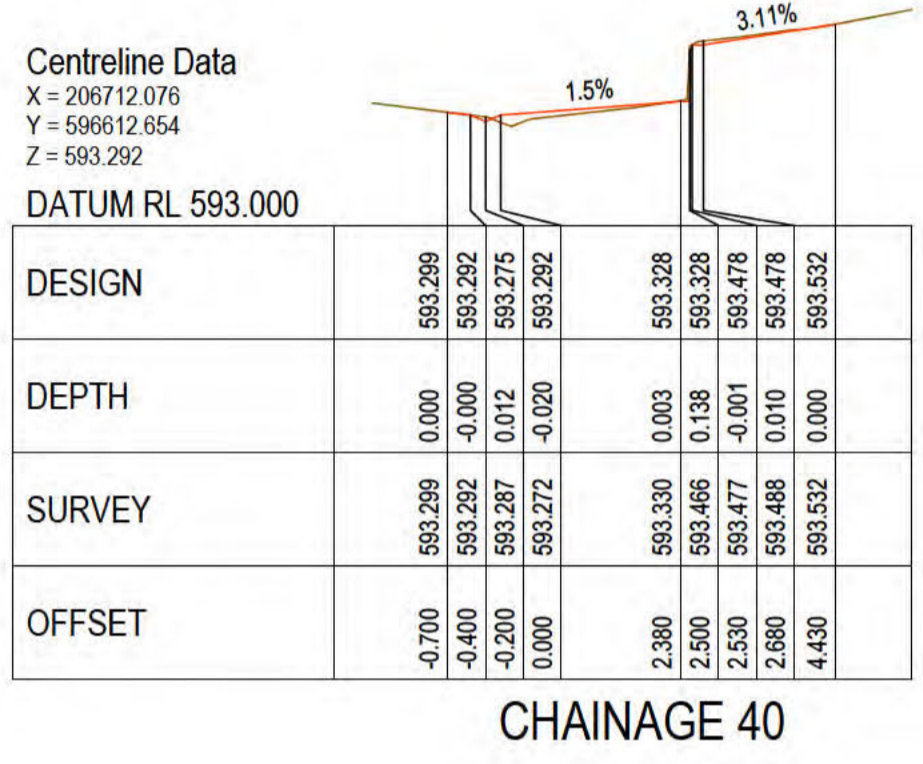 3.11%
Centreline Data
X = 206712.076
Y = 596612.654
Z = 593.292
1.5%
DATUM RL 593.000
DESIGN 593.299 593.292 593.275 593.292 593.328 593.328 593.478 593.478 593.532
DEPTH 0.000 -0.000 0.012 -0.020 0.003 0.138 -0.001 0.010 0.000
SURVEY 593.299 593.292 593.287 593.272 593.330 593.466 593.477 593.488 593.532
OFFSET -0.700 -0.400 -0.200 0.000 2.380 2.500 2.530 2.680 4.430
CHAINAGE 40